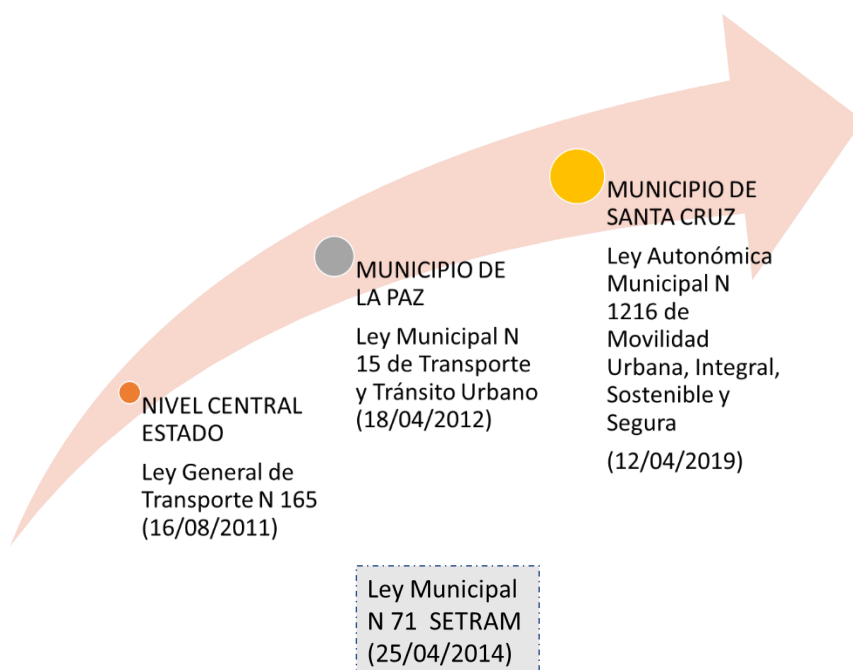 NIVEL CENTRAL
ESTADO
Ley General de
Transporte N 165
(16/08/2011)
MUNICIPIO DE
LA PAZ
Ley Municipal N
15 de Transporte
y Tránsito Urbano
(18/04/2012)
Ley Municipal
N 71 SETRAM
(25/04/2014)
MUNICIPIO DE
SANTA CRUZ
Ley Autonómica
Municipal N
1216 de
Movilidad
Urbana, Integral,
Sostenible y
Segura
(12/04/2019)